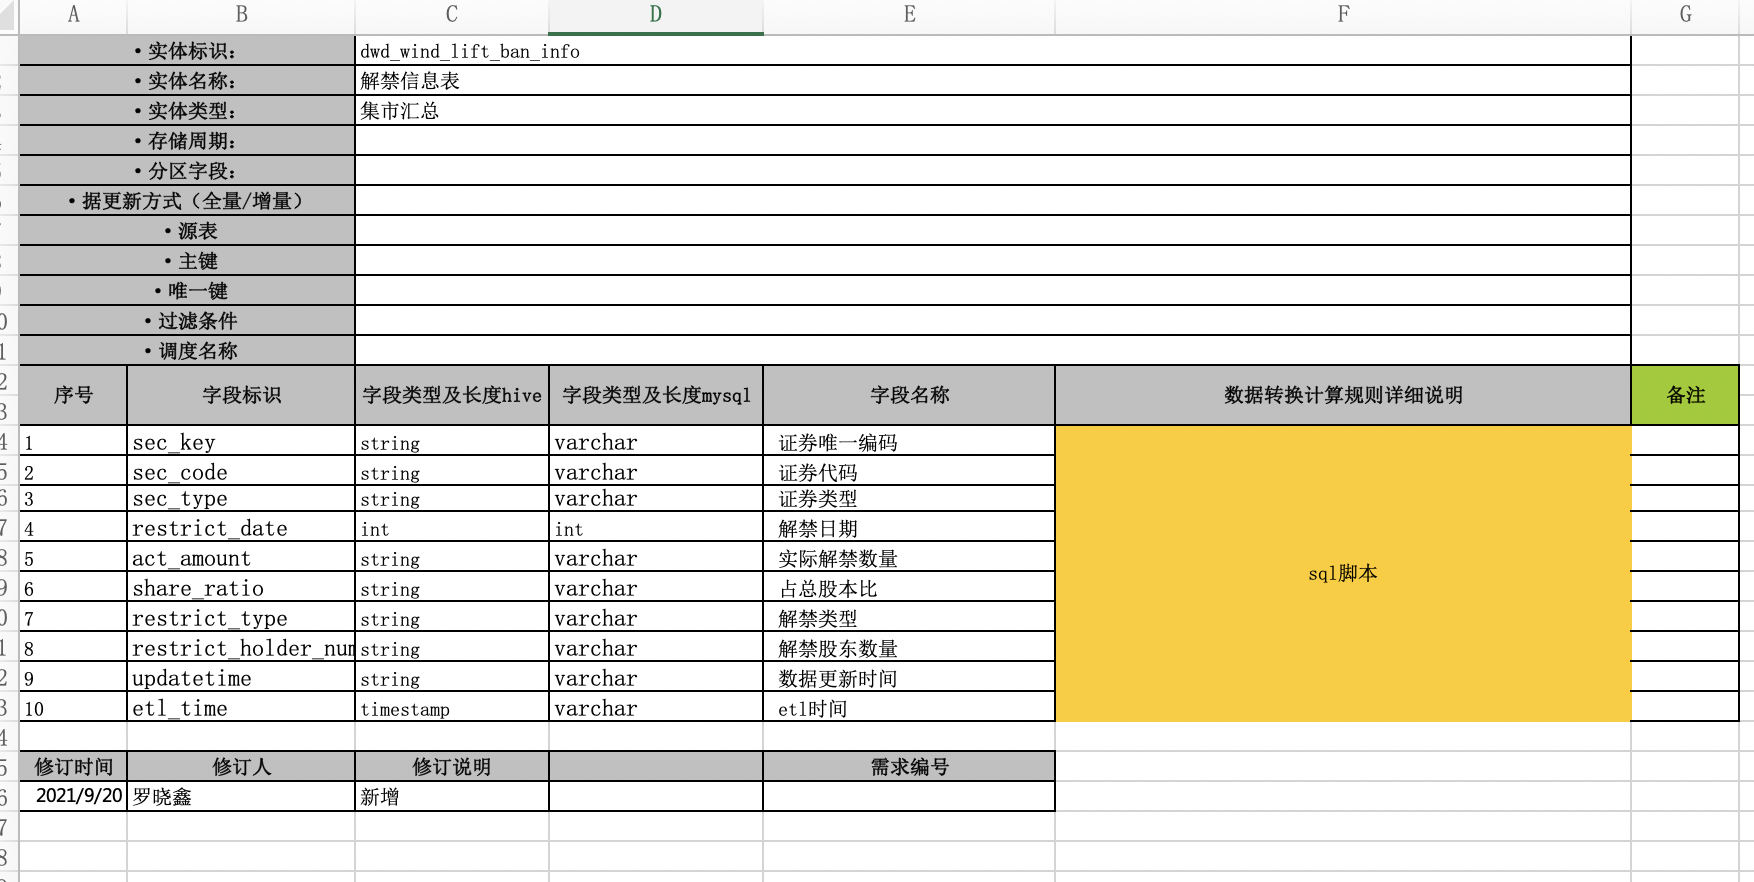 A B C D E F G
• 实体标识： dwd_wind_lift_ban_info
• 实体名称： 解禁信息表
• 实体类型： 集市汇总
• 存储周期：
• 分区字段：
• 据更新方式（全量/增量）
• 源表
• 主键
• 唯一键
• 过滤条件
• 调度名称
序号 字段标识 字段类型及长度hive 字段类型及长度mysql 字段名称 数据转换计算规则详细说明 备注
1 sec_key string varchar 证券唯一编码
2 sec_code string varchar 证券代码
3 sec_type string varchar 证券类型
4 restrict_date int int 解禁日期
5 act_amount string varchar 实际解禁数量
sql脚本
6 share_ratio string varchar 占总股本比
7 restrict_type string varchar 解禁类型
8 restrict_holder_num string varchar 解禁股东数量
9 updatetime string varchar 数据更新时间
10 etl_time timestamp varchar etl时间
修订时间 修订人 修订说明 需求编号
2021/9/20 罗晓鑫 新增